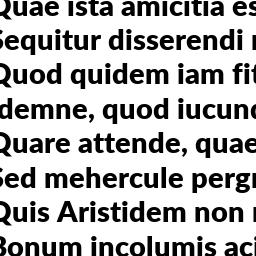 Quae ista amicitia es
Sequitur disserendi r
Quod quidem iam fit
demne, quod iucund
Quare attende, quae
Sed mehercule pergr
Quis Aristidem non r
Bonum incolumis aci